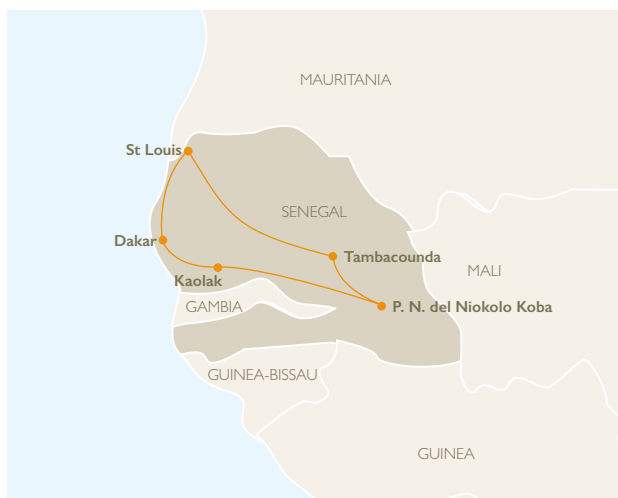 MAURITANIA
St Louis
SENEGAL
Dakar
Tambacounda
MALI
Kaolak
GAMBIA
P. N. del Niokolo Koba
GUINEA-BISSAU
GUINEA